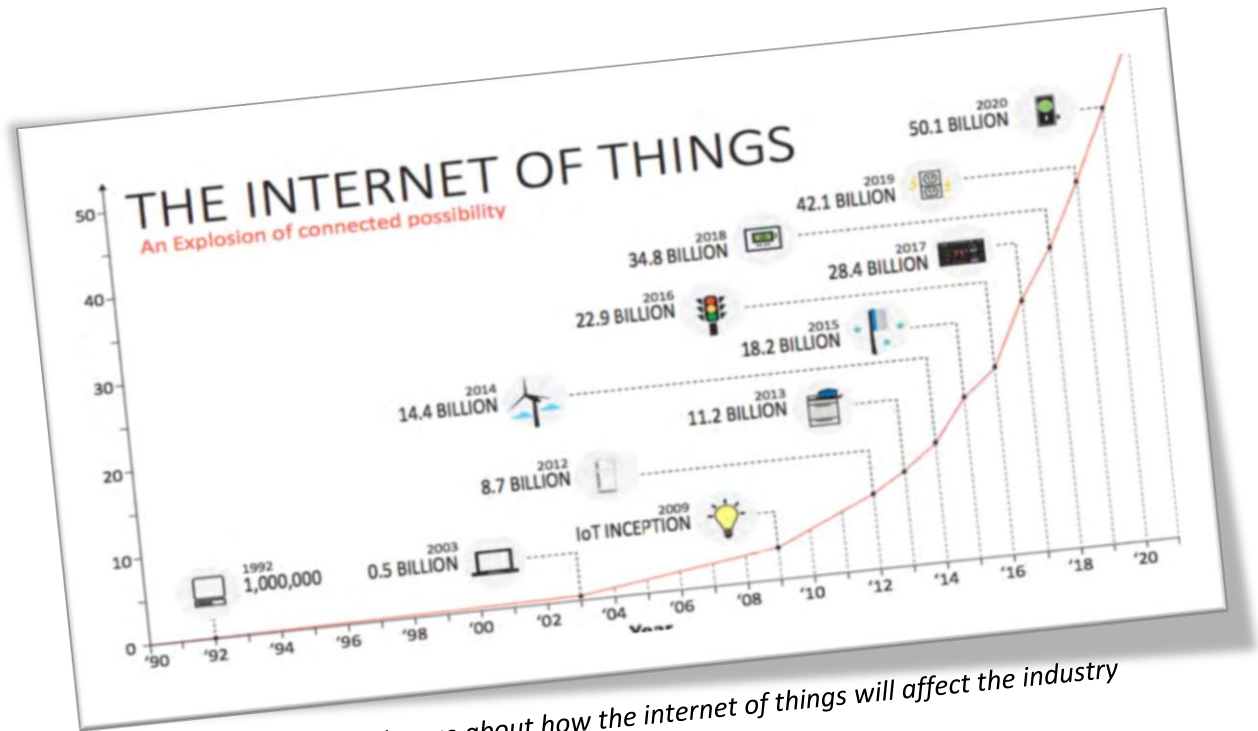 THE INTERNET OF THINGS
An Explosion of connected possibility
50
40
30
20
10
0
1992
1,000,000
2003
0.5 BILLION
IoT INCEPTION
2009
2012
8.7 BILLION
2013
11.2 BILLION
2014
14.4 BILLION
2015
18.2 BILLION
2016
22.9 BILLION
2017
28.4 BILLION
2018
34.8 BILLION
2019
42.1 BILLION
2020
50.1 BILLION
'90 '92 '94 '96 '98 '00 '02 '04 '06 '08 '10 '12 '14 '16 '18 '20
Year
about how the internet of things will affect the industry